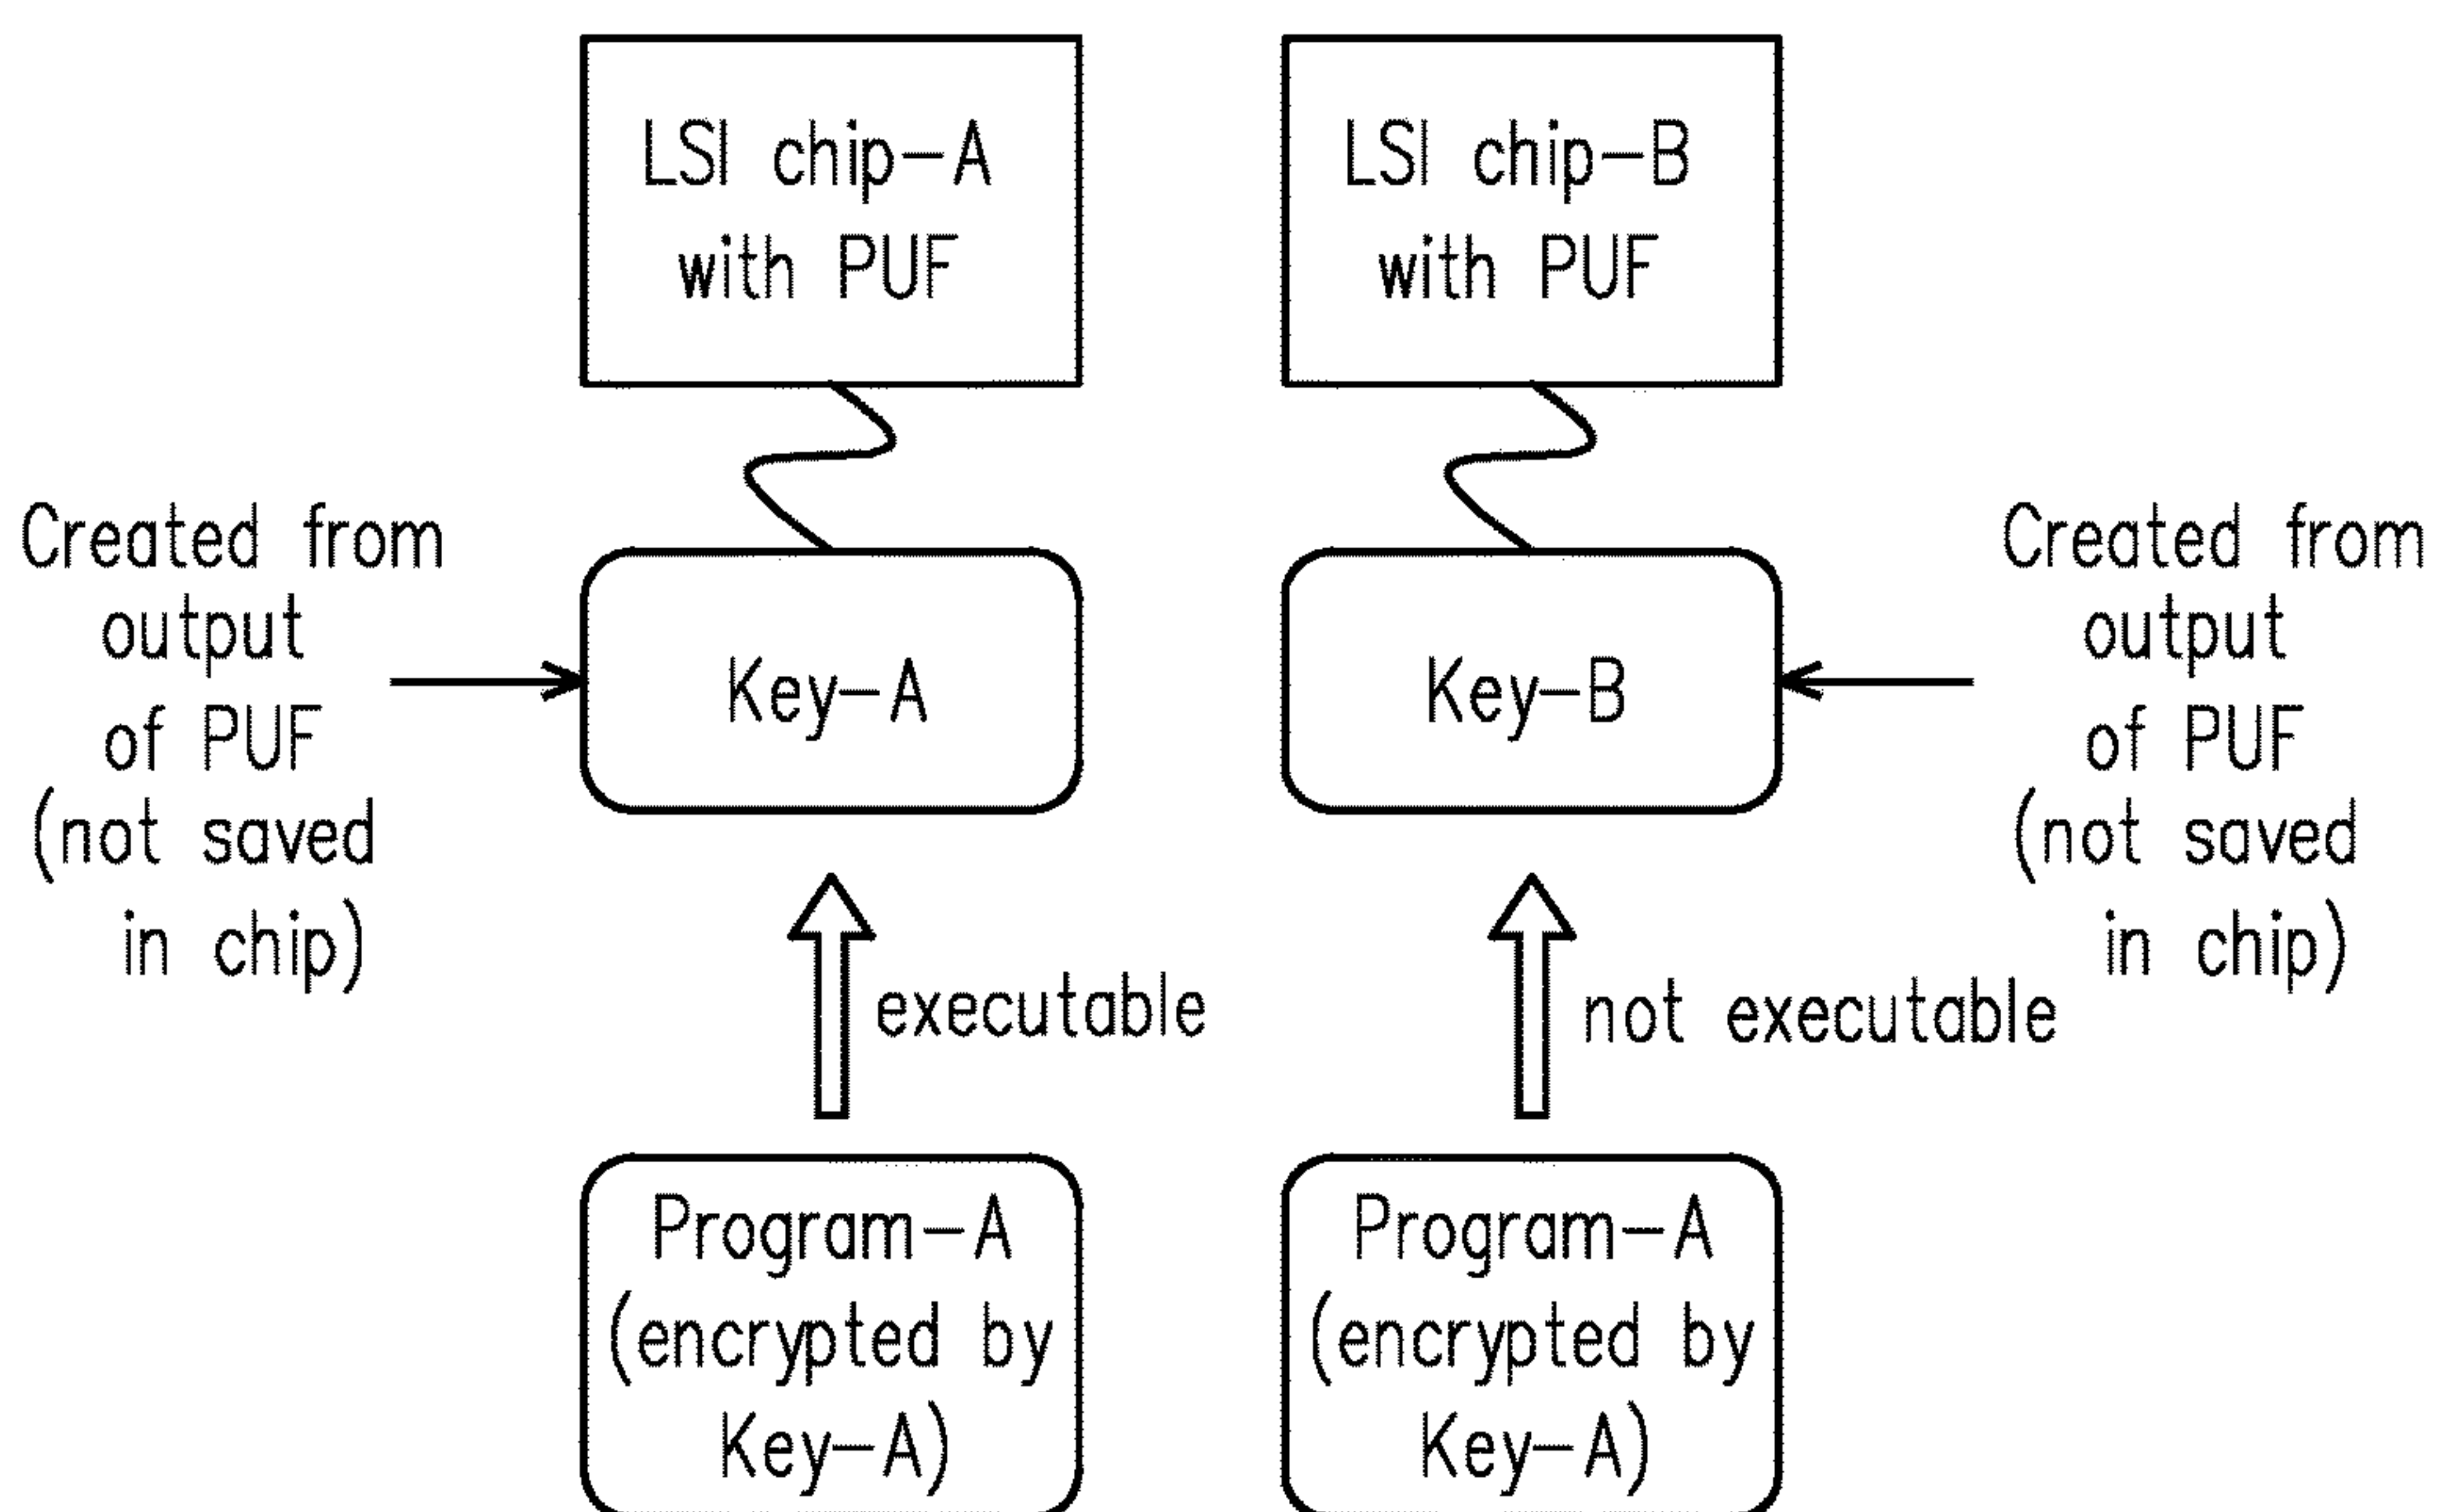 LSI chip-A
with PUF
LSI chip-B
with PUF
Created from
output
of PUF
(not saved
in chip)
Key-A
Key-B
Created from
output
of PUF
(not saved
in chip)
executable
not executable
Program-A
(encrypted by
Key-A)
Program-A
(encrypted by
Key-A)